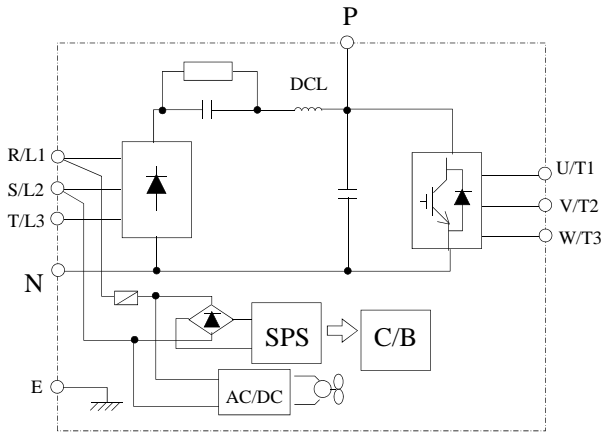 P
DCL
R/L1
S/L2
T/L3
U/T1
V/T2
W/T3
N
SPS
C/B
E
AC/DC